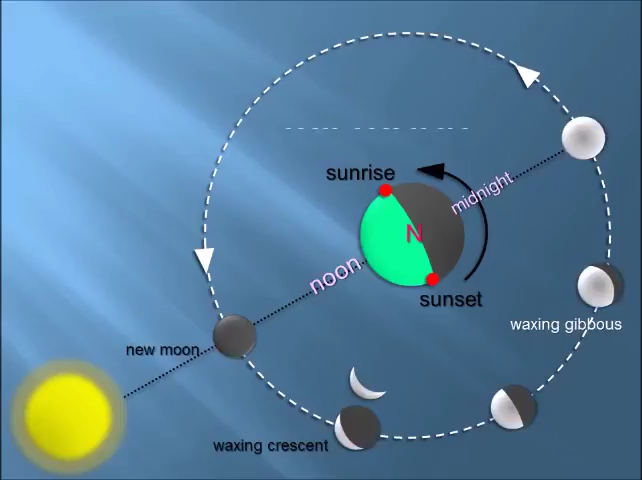 sunrise
midnight
N
noon
sunset
waxing gibbous
new moon
waxing crescent